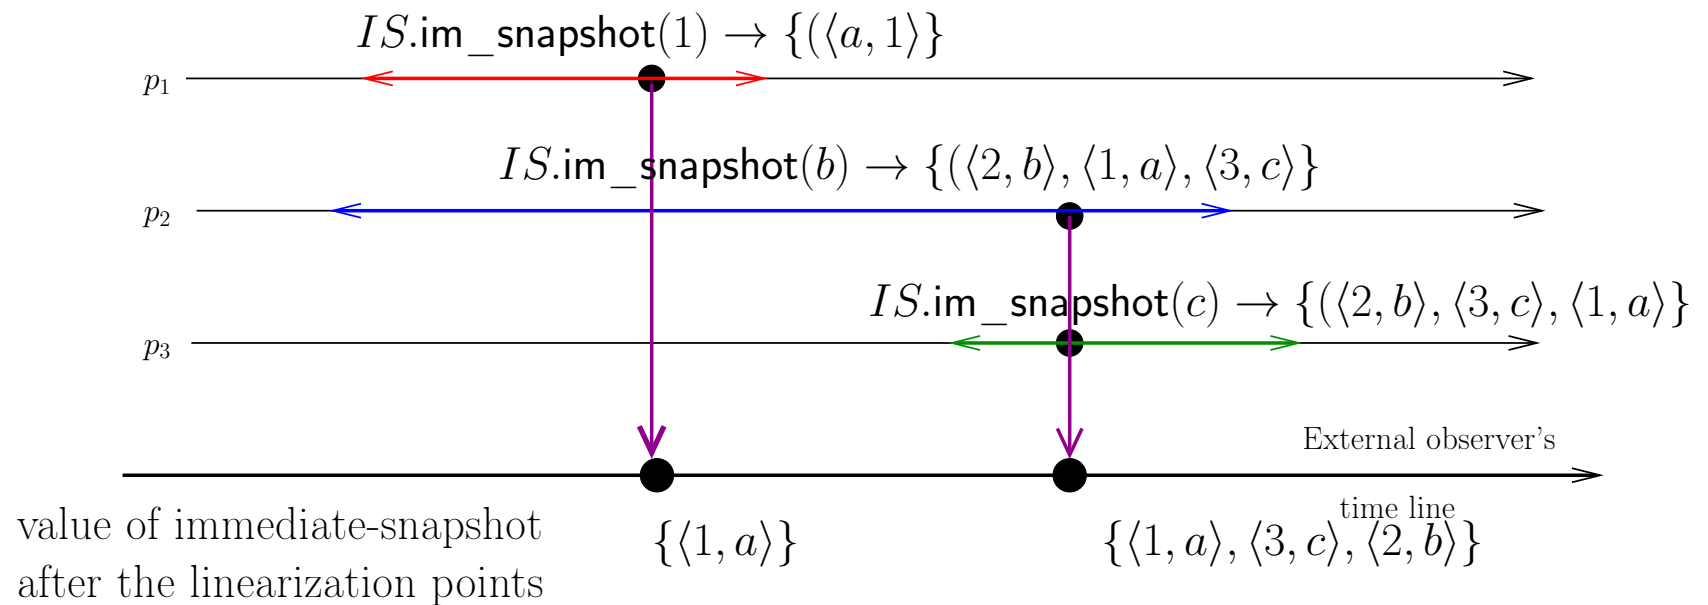 IS.im_snapshot(1) → {(⟨a, 1⟩}
p₁
IS.im_snapshot(b) → {(⟨2, b⟩, ⟨1, a⟩, ⟨3, c⟩}
p₂
IS.im_snapshot(c) → {(⟨2, b⟩, ⟨3, c⟩, ⟨1, a⟩}
p₃
External observer's
time line
value of immediate-snapshot
after the linearization points
{⟨1, a⟩}
{⟨1, a⟩, ⟨3, c⟩, ⟨2, b⟩}